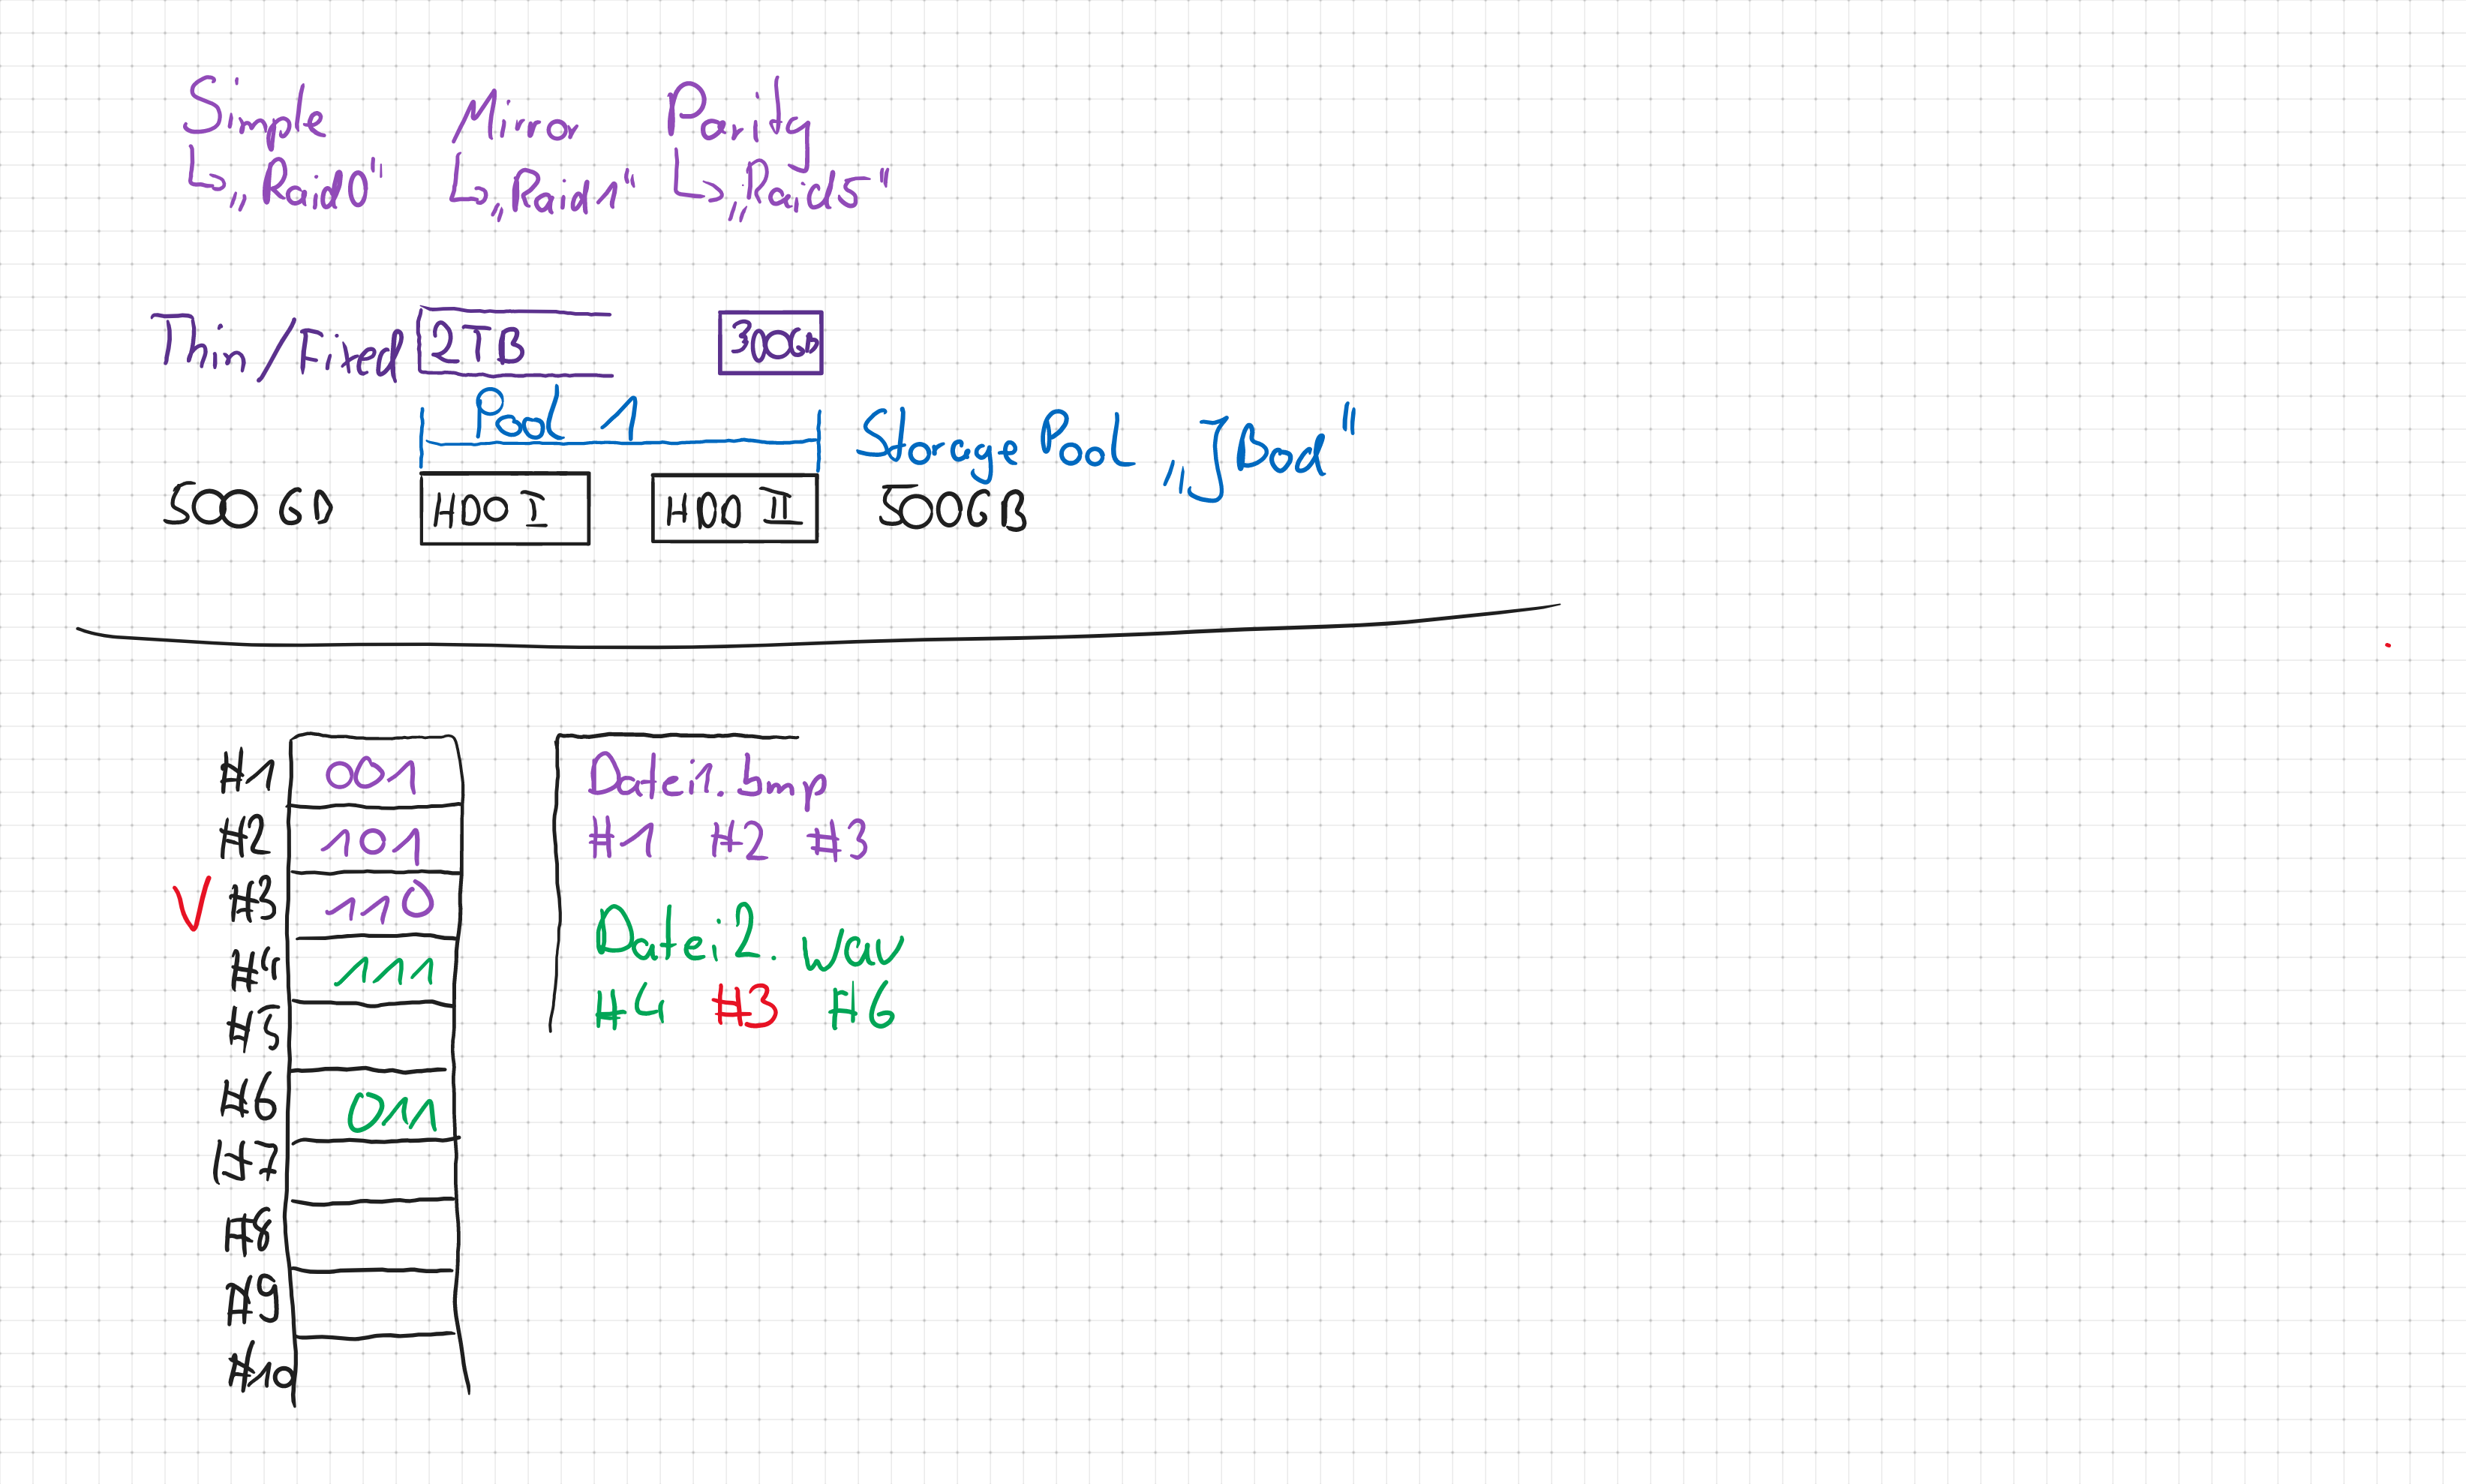 Simple Mirror Parity
↳ „Raid0" ↳ „Raid1" ↳ „Raid5"
Thin/Fixed 2TB 300GB
Pool 1 StoragePool „JBod"
500 GB HDD I HDD II 500GB
#1 001
#2 101
V #3 110
#4 111
#5
#6 011
#7
#8
#9
#10
Datei1.bmp
#1 #2 #3
Datei2.wav
#4 #3 #6